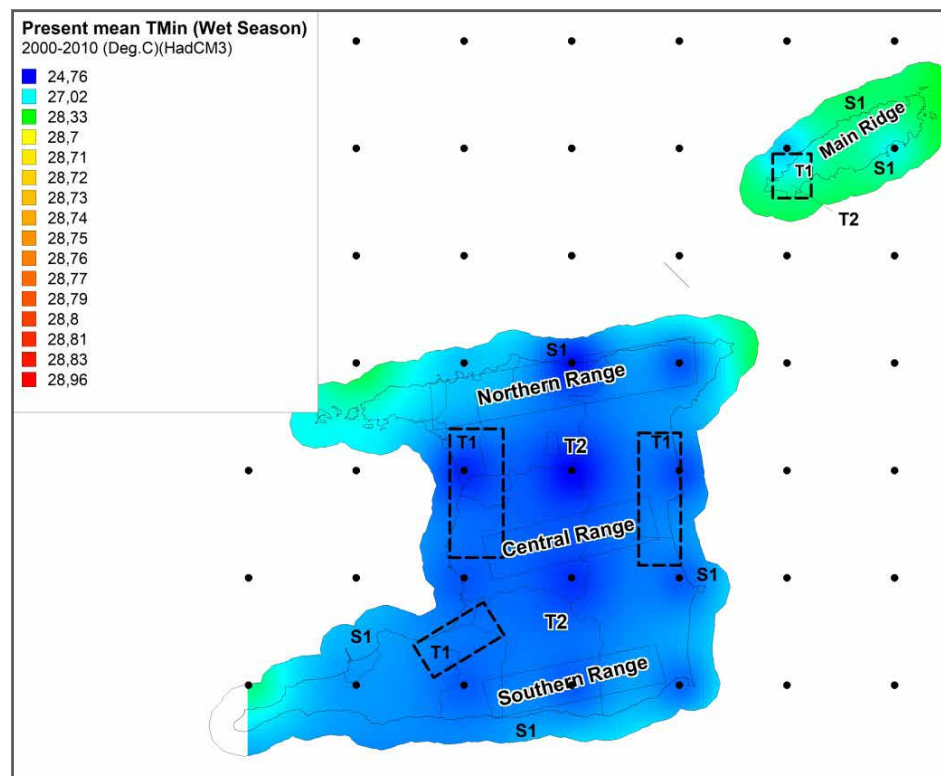 Present mean TMin (Wet Season)
2000-2010 (Deg.C)(HadCM3)
24,76
27,02
28,33
28,7
28,71
28,72
28,73
28,74
28,75
28,76
28,77
28,79
28,8
28,81
28,83
28,96
S1
Main Ridge
T1
S1
T2
S1
Northern Range
T1
T2
T1
Central Range
S1
T2
S1
T1
Southern Range
S1